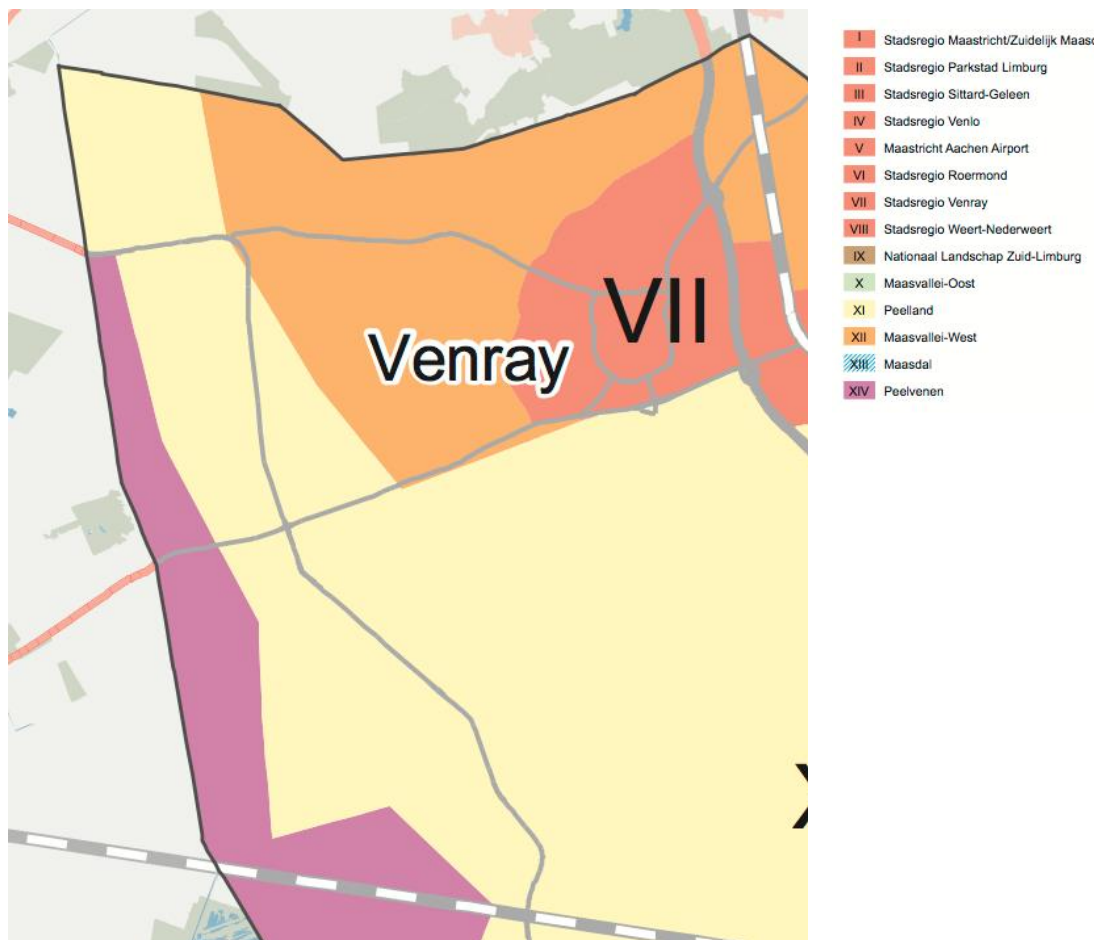 VII
Venray
I Stadsregio Maastricht/Zuidelijk
II Stadsregio Parkstad Limburg
III Stadsregio Sittard-Geleen
IV Stadsregio Venlo
V Maastricht Aachen Airport
VI Stadsregio Roermond
VII Stadsregio Venray
VIII Stadsregio Weert-Nederweert
IX Nationaal Landschap Zuid-Limburg
X Maasvallei-Oost
XI Peelland
XII Maasvallei-West
XIII Maasdal
XIV Peelvenen